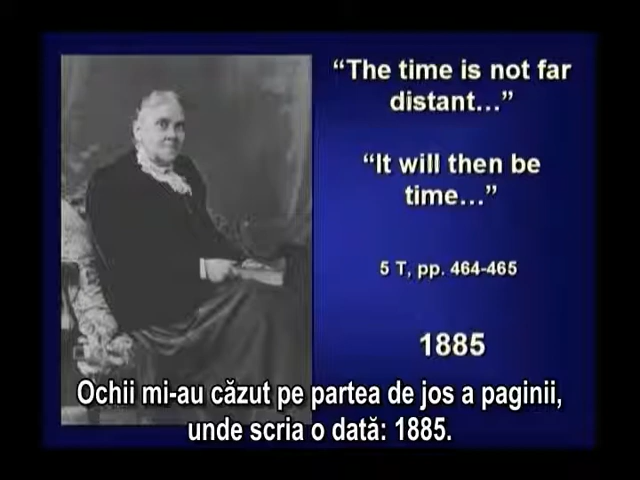 “The time is not far
distant…”
“It will then be
time…”
5 T, pp. 464-465
1885
Ochii mi-au căzut pe partea de jos a paginii,
unde scria o dată: 1885.